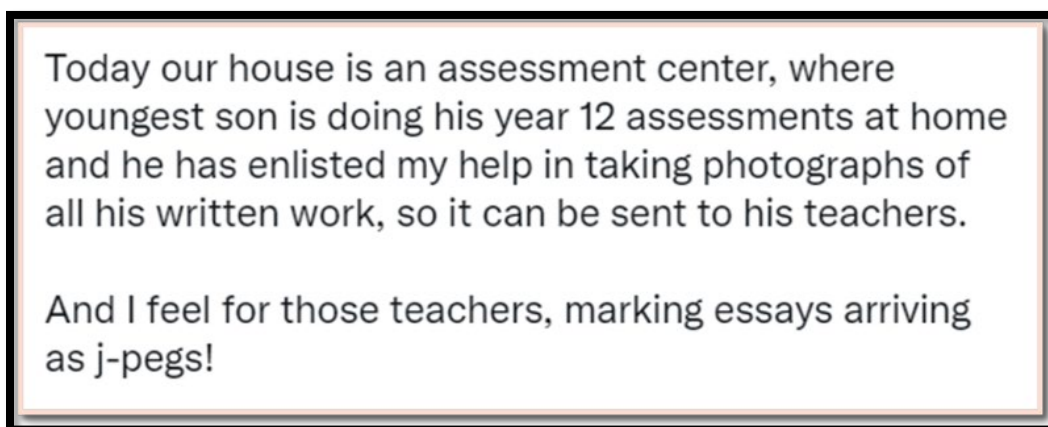 Today our house is an assessment center, where
youngest son is doing his year 12 assessments at home
and he has enlisted my help in taking photographs of
all his written work, so it can be sent to his teachers.
And I feel for those teachers, marking essays arriving
as j-pegs!